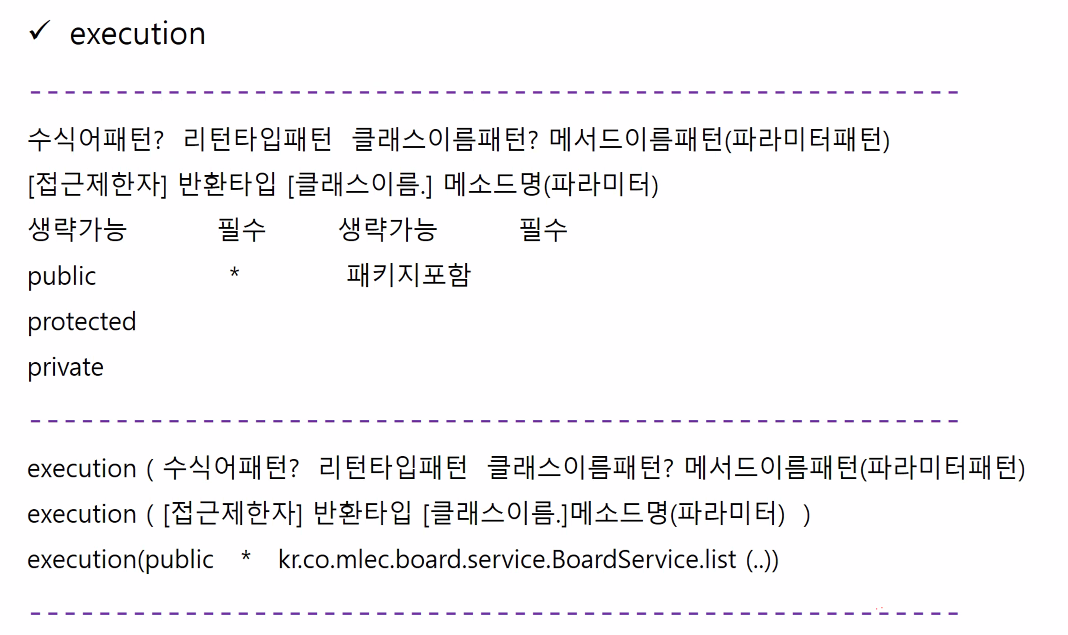 ✓ execution
수식어패턴? 리턴타입패턴 클래스이름패턴? 메서드이름패턴(파라미터패턴)
[접근제한자] 반환타입 [클래스이름.] 메소드명(파라미터)
생략가능 필수 생략가능 필수
public * 패키지포함
protected
private
execution ( 수식어패턴? 리턴타입패턴 클래스이름패턴? 메서드이름패턴(파라미터패턴)
execution ( [접근제한자] 반환타입 [클래스이름.]메소드명(파라미터) )
execution(public * kr.co.mlec.board.service.BoardService.list (..))